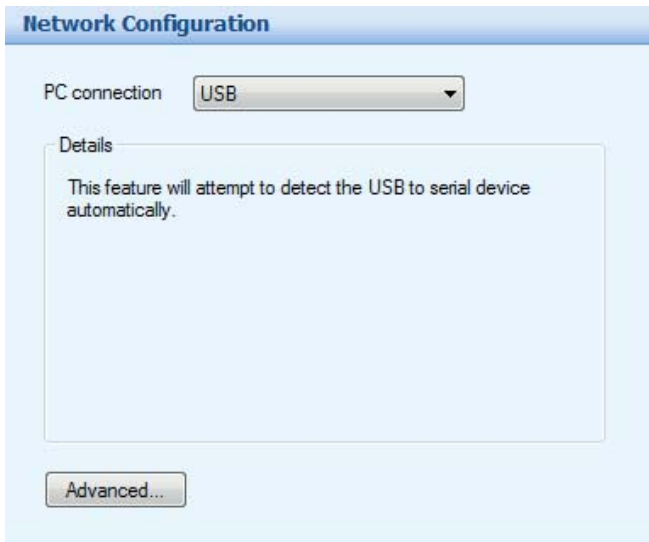 Network Configuration
PC connection
USB
Details
This feature will attempt to detect the USB to serial device
automatically.
Advanced...